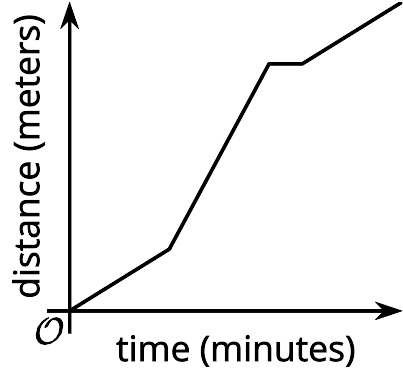 distance (meters)
𝒪
time (minutes)